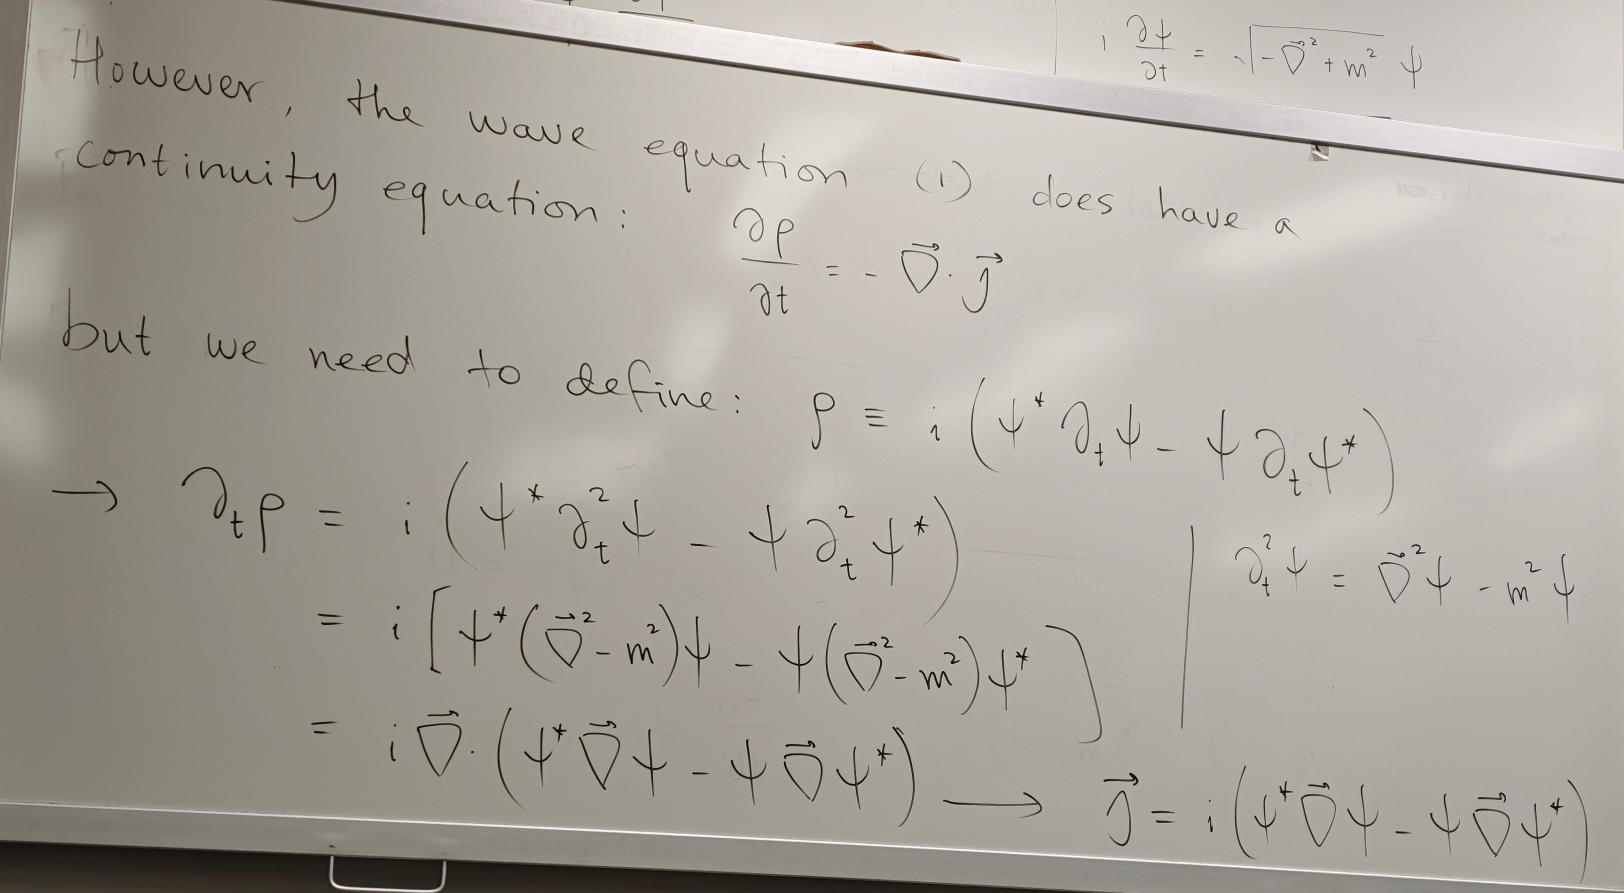 i ∂ψ/∂t = √(-∇⃗² + m²) ψ
However, the wave equation (1) does have a
continuity equation: ∂ρ/∂t = - ∇⃗ · j⃗
but we need to define: ρ ≡ i (ψ* ∂ₜψ - ψ ∂ₜψ*)
→ ∂ₜρ = i (ψ* ∂ₜ²ψ - ψ ∂ₜ²ψ*)
∂ₜ²ψ = ∇⃗²ψ - m²ψ
= i [ψ*(∇⃗² - m²)ψ - ψ(∇⃗² - m²)ψ*]
= i ∇⃗ · (ψ* ∇⃗ψ - ψ ∇⃗ψ*) ⟶ j⃗ = i (ψ* ∇⃗ψ - ψ ∇⃗ψ*)